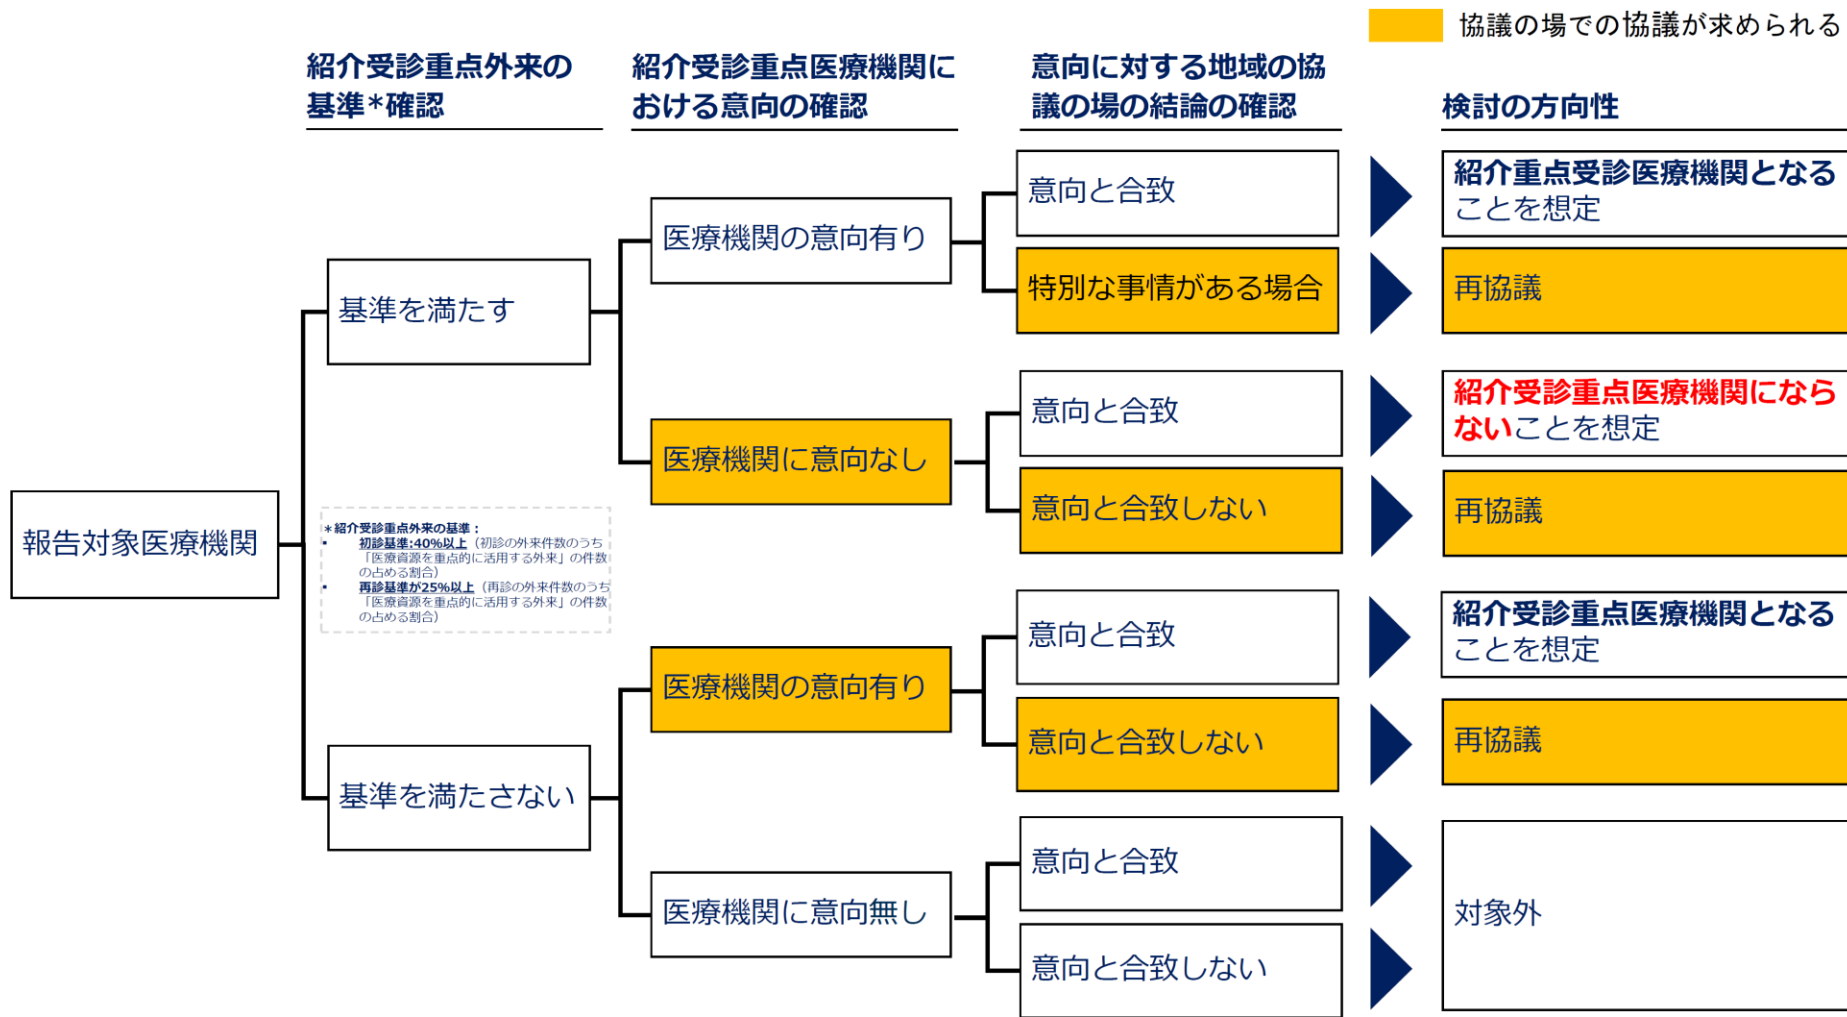 協議の場での協議が求められる
紹介受診重点外来の
基準*確認
紹介受診重点医療機関に
おける意向の確認
意向に対する地域の協
議の場の結論の確認
検討の方向性
報告対象医療機関
基準を満たす
医療機関の意向有り
意向と合致
紹介重点受診医療機関となる
ことを想定
特別な事情がある場合
再協議
医療機関に意向なし
意向と合致
紹介受診重点医療機関になら
ないことを想定
意向と合致しない
再協議
*紹介受診重点外来の基準：
▪ 初診基準:40%以上（初診の外来件数のうち
「医療資源を重点的に活用する外来」の件数
の占める割合）
▪ 再診基準が25%以上（再診の外来件数のうち
「医療資源を重点的に活用する外来」の件数
の占める割合）
基準を満たさない
医療機関の意向有り
意向と合致
紹介受診重点医療機関となる
ことを想定
意向と合致しない
再協議
医療機関に意向無し
意向と合致
意向と合致しない
対象外